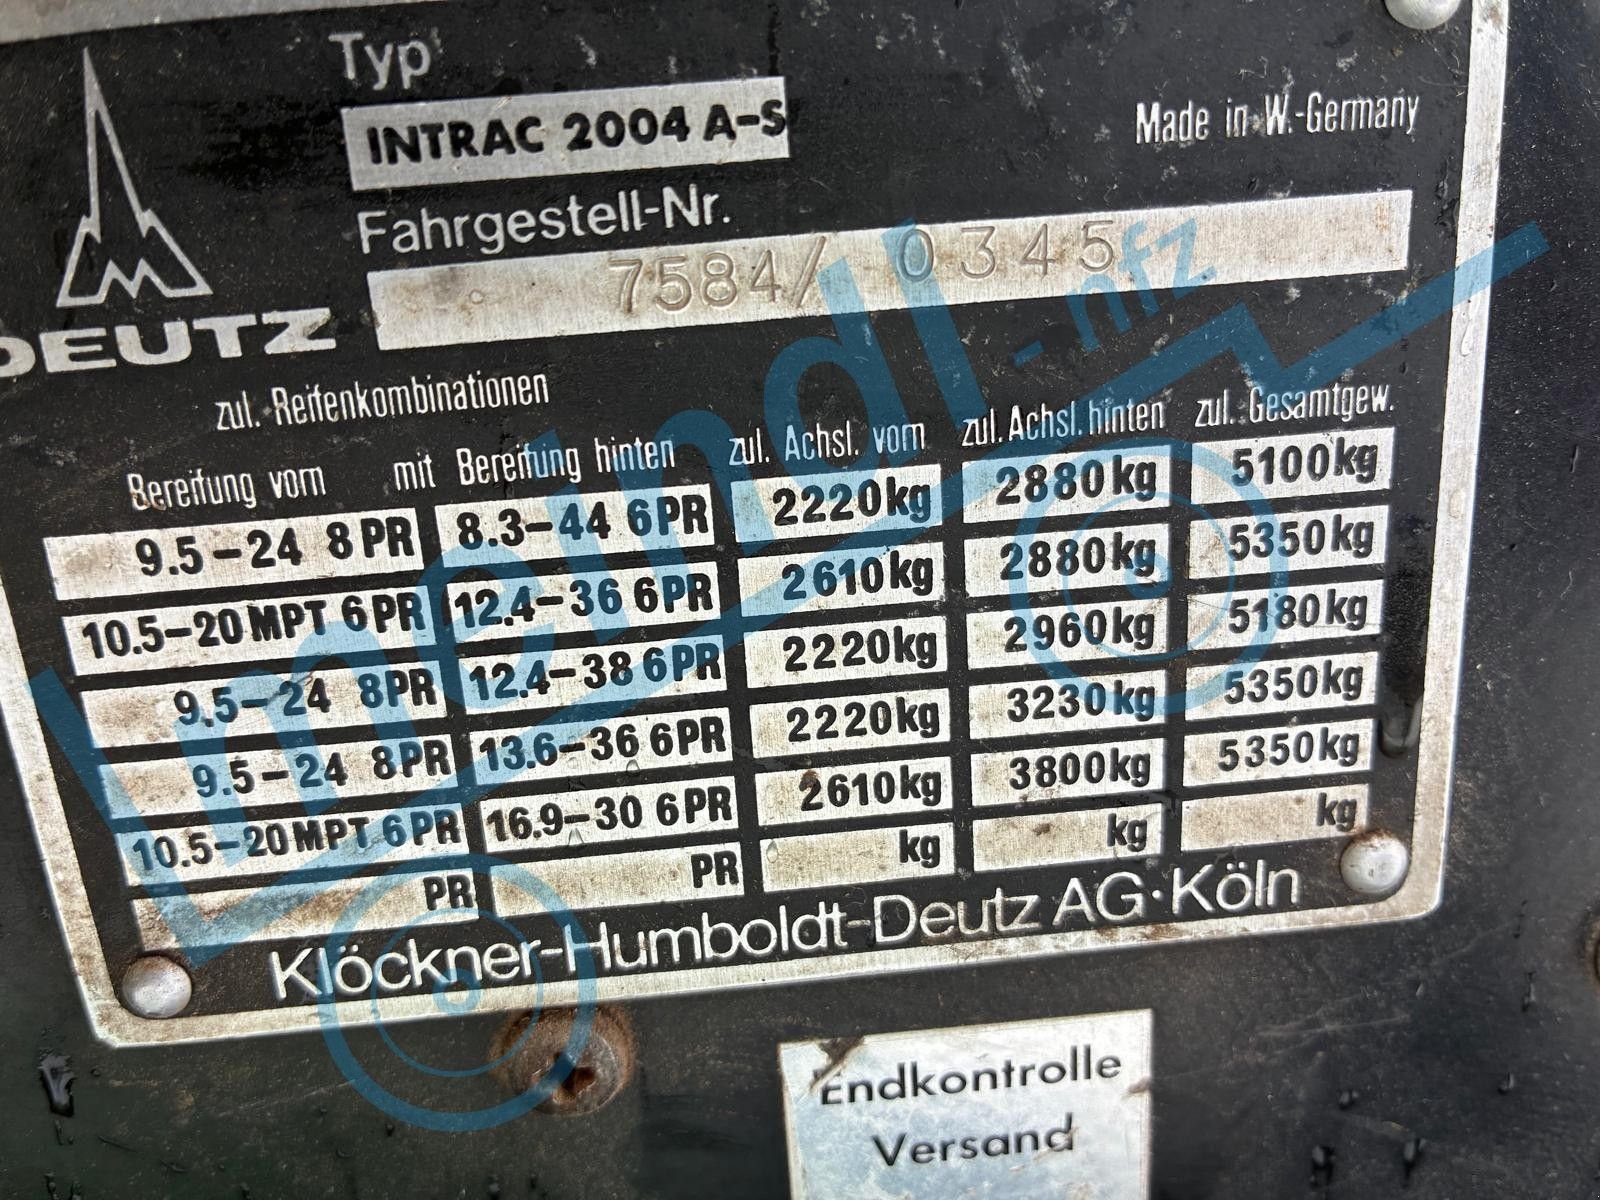 Typ
INTRAC 2004 A-S
Made in W.-Germany
Fahrgestell-Nr.
7584/ 0345
DEUTZ
zul. Reifenkombinationen
Bereifung vorn mit Bereifung hinten zul. Achsl. vorn zul. Achsl. hinten zul. Gesamtgew.
9.5-24 8PR 8.3-44 6PR 2220kg 2880kg 5100kg
10.5-20 MPT 6PR 12.4-36 6PR 2610kg 2880kg 5350kg
9.5-24 8PR 12.4-38 6PR 2220kg 2960kg 5180kg
9.5-24 8PR 13.6-36 6PR 2220kg 3230kg 5350kg
10.5-20 MPT 6PR 16.9-30 6PR 2610kg 3800kg 5350kg
PR PR kg kg kg
Klöckner-Humboldt-Deutz AG·Köln
Endkontrolle
Versand
meindl-nfz